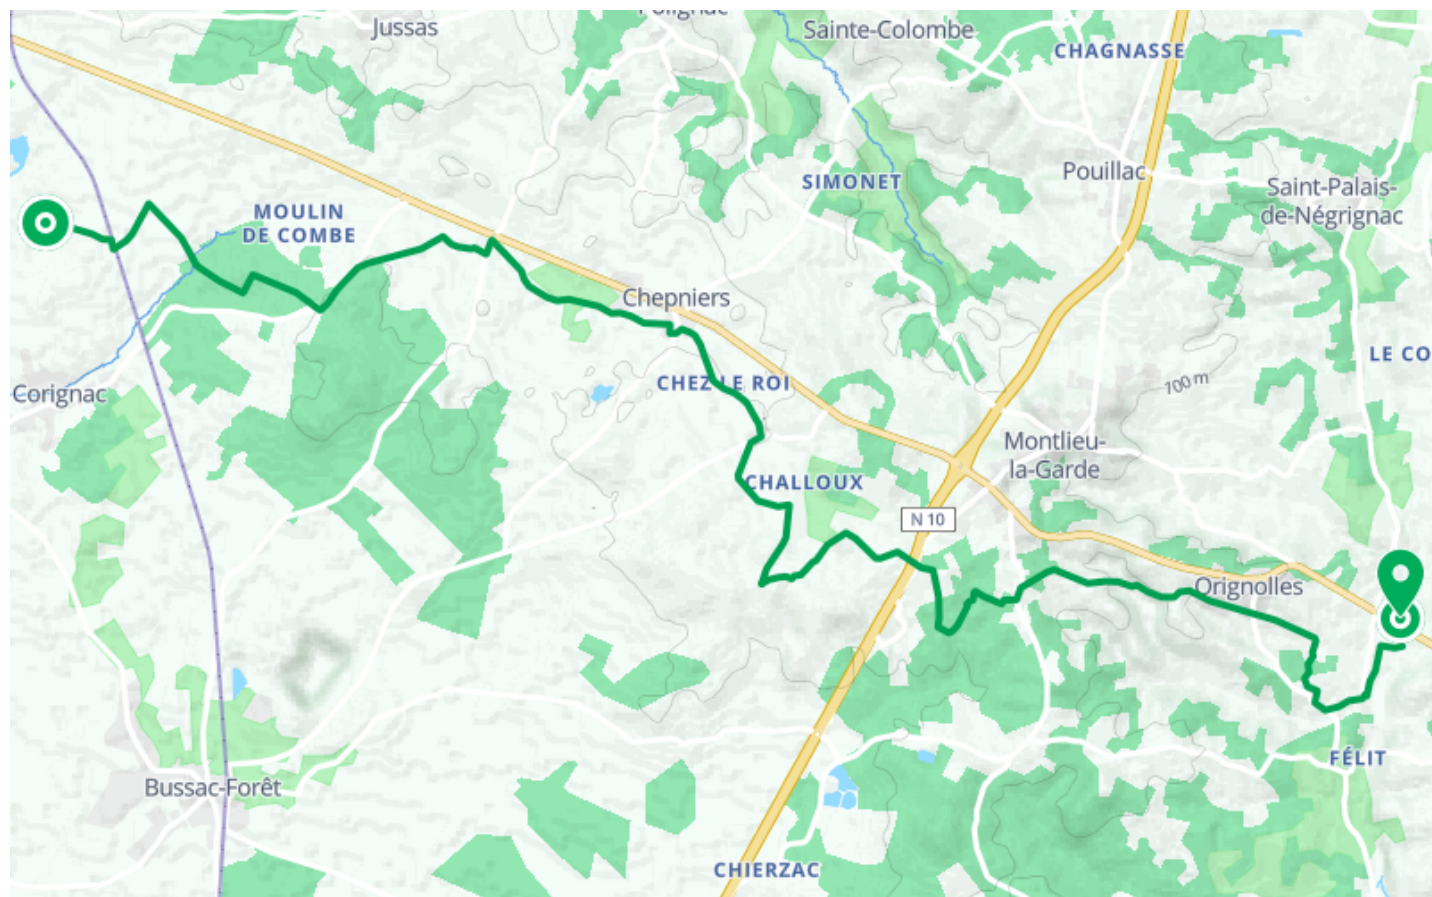 Jussas
Polignac
Sainte-Colombe
CHAGNASSE
Pouillac
SIMONET
Saint-Palais-
de-Négrignac
MOULIN
DE COMBE
Chepniers
LE CO
CHEZ LE ROI
100 m
Corignac
Montlieu-
la-Garde
CHALLOUX
N 10
Orignolles
FÉLIT
Bussac-Forêt
CHIERZAC